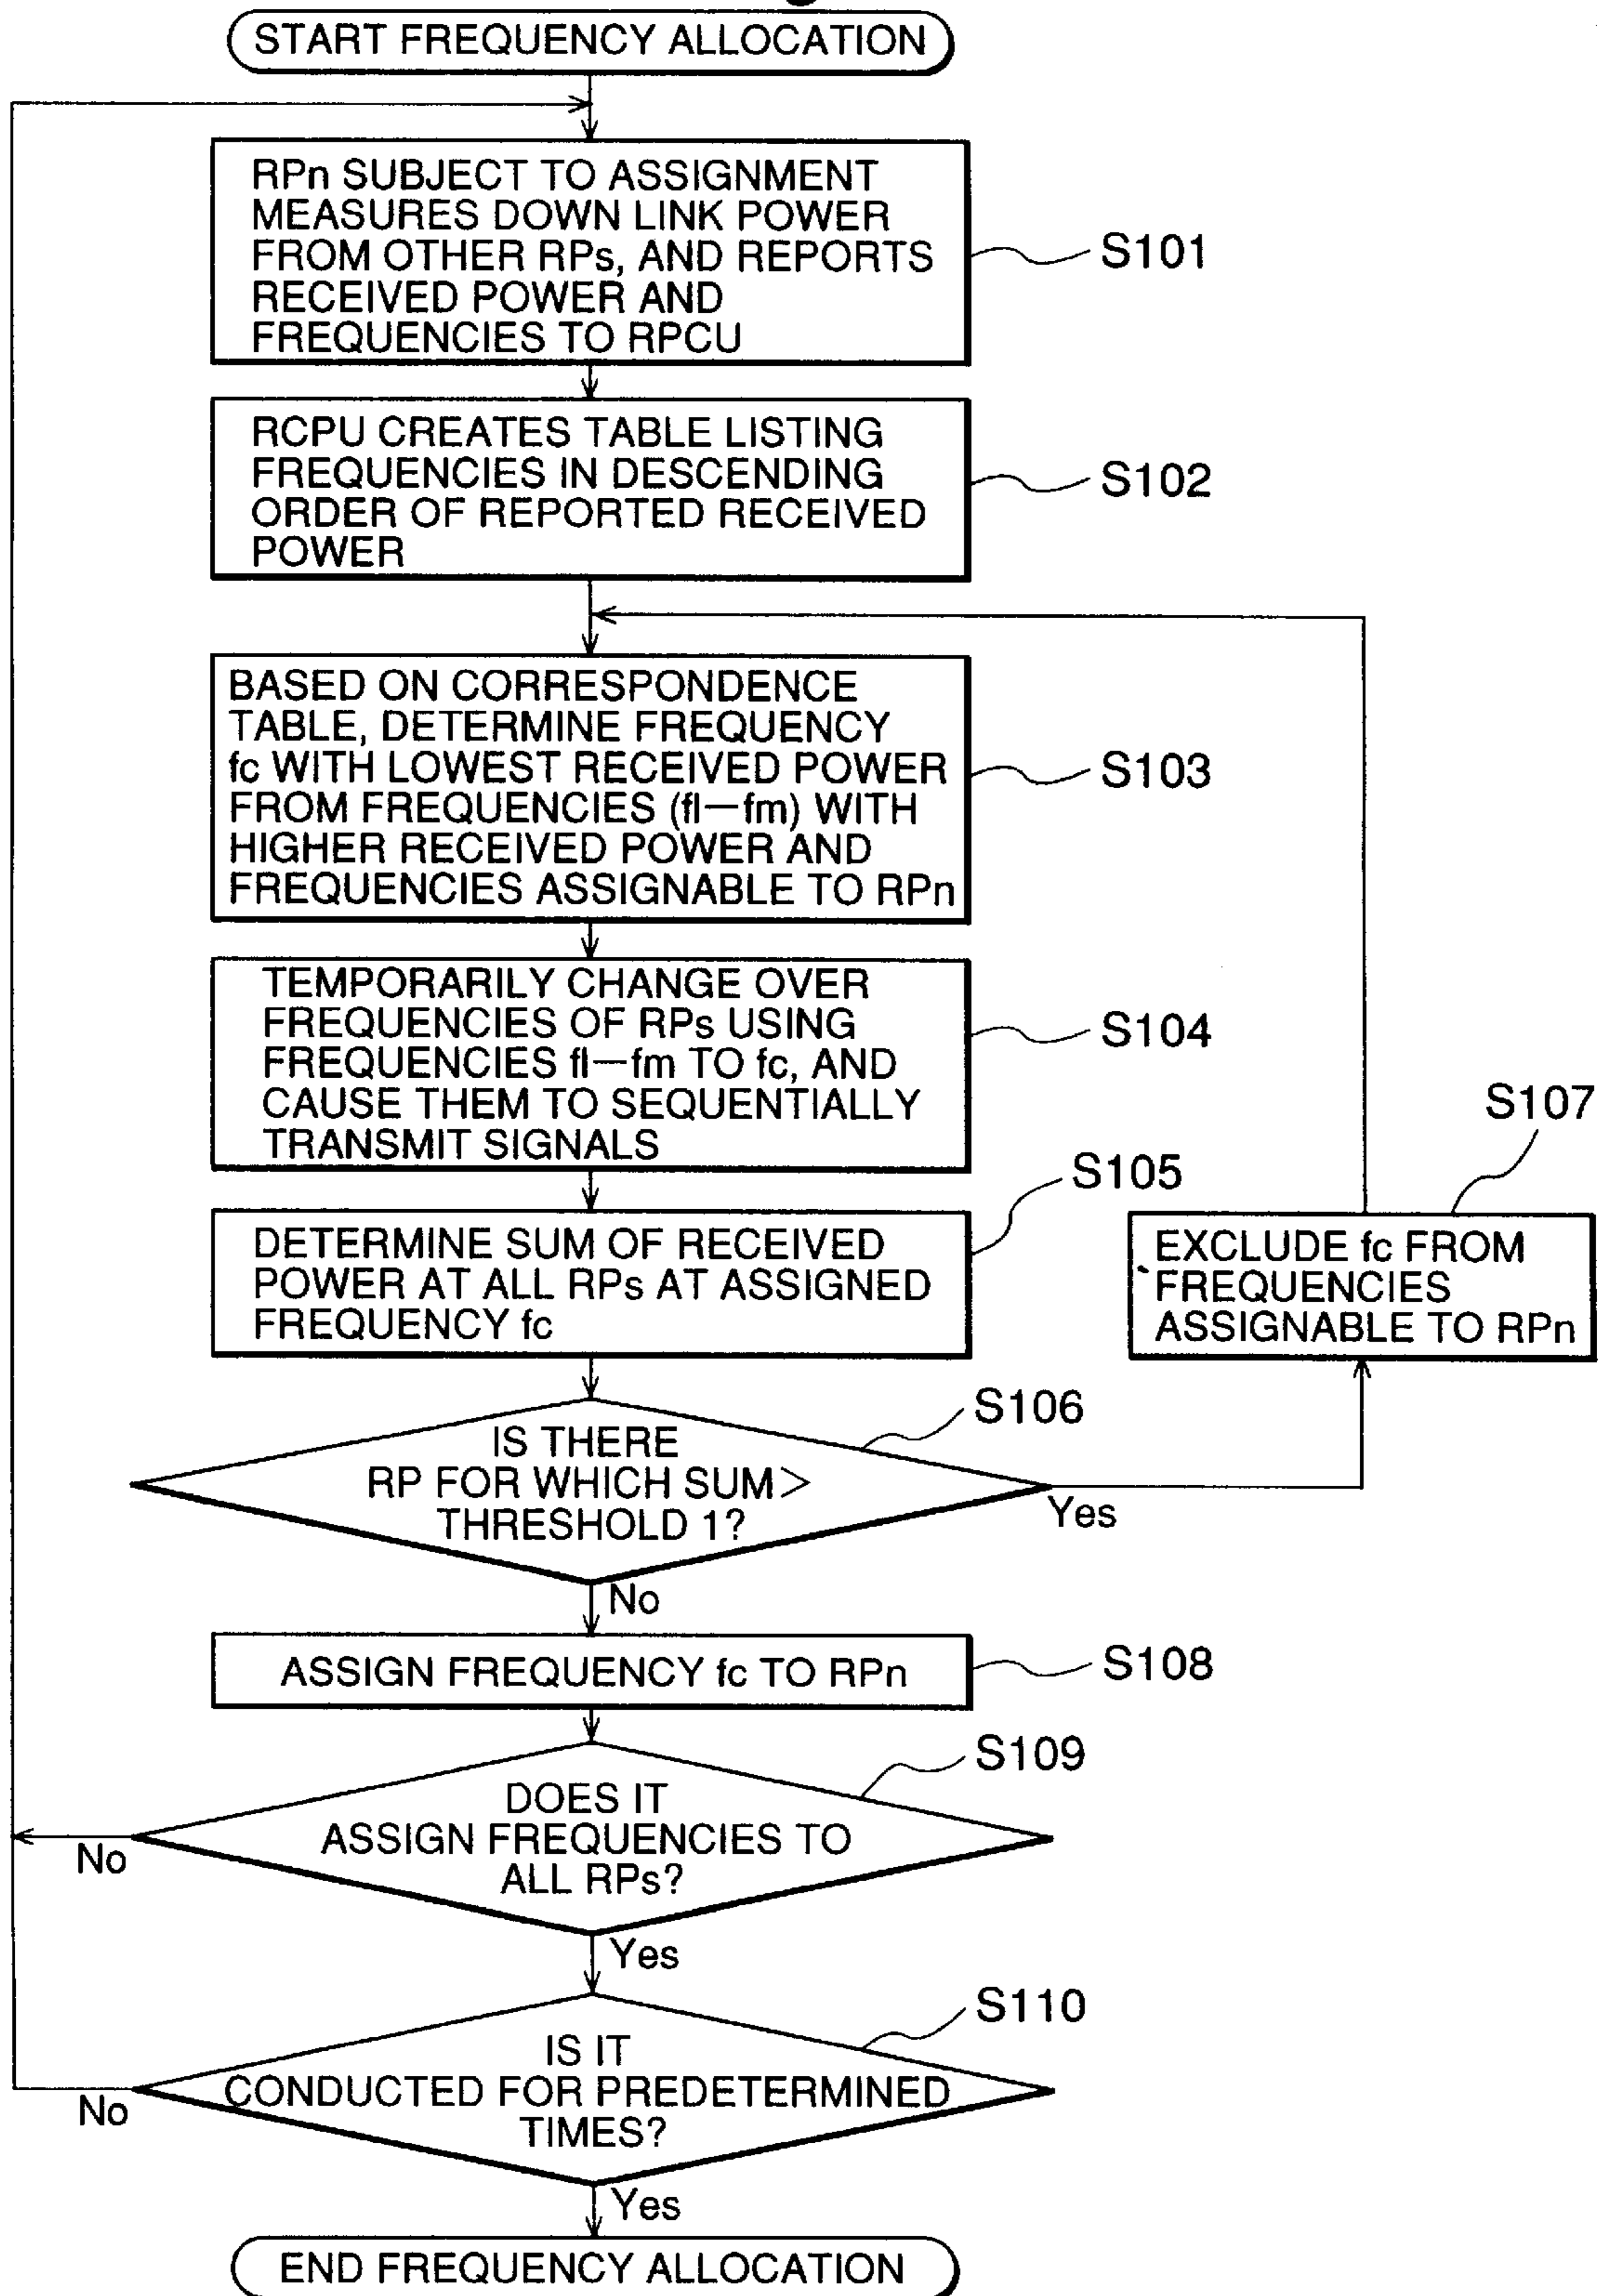 START FREQUENCY ALLOCATION
RPn SUBJECT TO ASSIGNMENT
MEASURES DOWN LINK POWER
FROM OTHER RPs, AND REPORTS
RECEIVED POWER AND
FREQUENCIES TO RPCU
S101
RCPU CREATES TABLE LISTING
FREQUENCIES IN DESCENDING
ORDER OF REPORTED RECEIVED
POWER
S102
BASED ON CORRESPONDENCE
TABLE, DETERMINE FREQUENCY
fc WITH LOWEST RECEIVED POWER
FROM FREQUENCIES (fl—fm) WITH
HIGHER RECEIVED POWER AND
FREQUENCIES ASSIGNABLE TO RPn
S103
TEMPORARILY CHANGE OVER
FREQUENCIES OF RPs USING
FREQUENCIES fl—fm TO fc, AND
CAUSE THEM TO SEQUENTIALLY
TRANSMIT SIGNALS
S104
DETERMINE SUM OF RECEIVED
POWER AT ALL RPs AT ASSIGNED
FREQUENCY fc
S105
IS THERE
RP FOR WHICH SUM>
THRESHOLD 1?
S106
Yes
EXCLUDE fc FROM
FREQUENCIES
ASSIGNABLE TO RPn
S107
No
ASSIGN FREQUENCY fc TO RPn
S108
DOES IT
ASSIGN FREQUENCIES TO
ALL RPs?
S109
No
Yes
IS IT
CONDUCTED FOR PREDETERMINED
TIMES?
S110
No
Yes
END FREQUENCY ALLOCATION